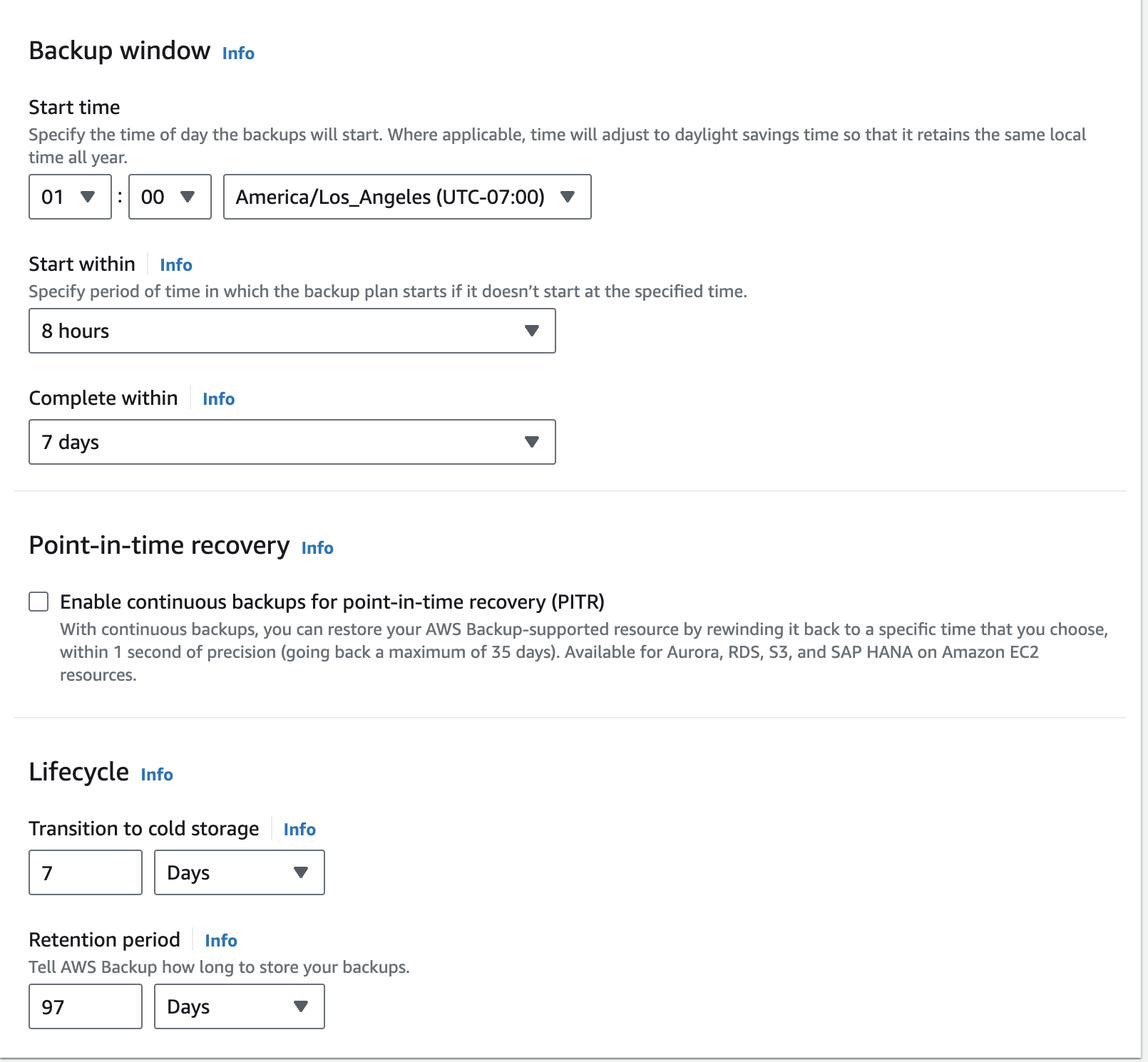 Backup window Info
Start time
Specify the time of day the backups will start. Where applicable, time will adjust to daylight savings time so that it retains the same local
time all year.
01 : 00 America/Los_Angeles (UTC-07:00)
Start within Info
Specify period of time in which the backup plan starts if it doesn’t start at the specified time.
8 hours
Complete within Info
7 days
Point-in-time recovery Info
Enable continuous backups for point-in-time recovery (PITR)
With continuous backups, you can restore your AWS Backup-supported resource by rewinding it back to a specific time that you choose,
within 1 second of precision (going back a maximum of 35 days). Available for Aurora, RDS, S3, and SAP HANA on Amazon EC2
resources.
Lifecycle Info
Transition to cold storage Info
7 Days
Retention period Info
Tell AWS Backup how long to store your backups.
97 Days